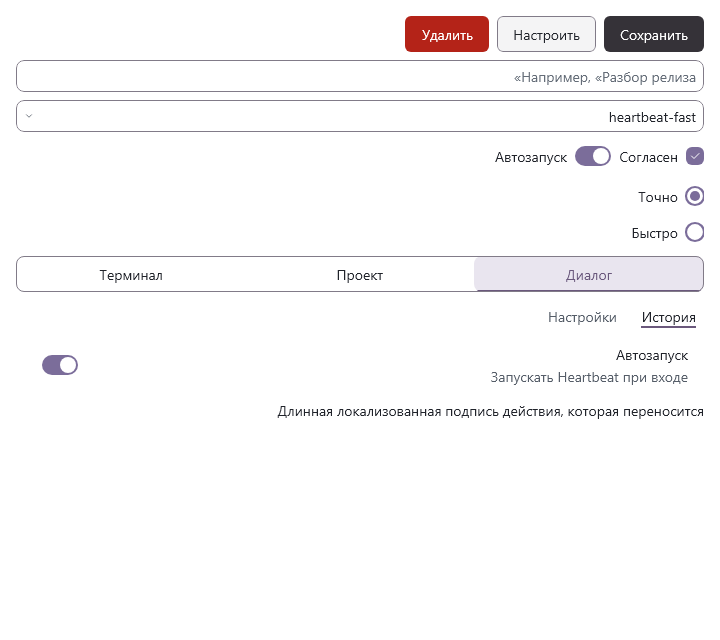 Удалить Настроить Сохранить
«Например, «Разбор релиза
heartbeat-fast
Автозапуск Согласен
Точно
Быстро
Терминал Проект Диалог
Настройки История
Автозапуск
Запускать Heartbeat при входе
Длинная локализованная подпись действия, которая переносится